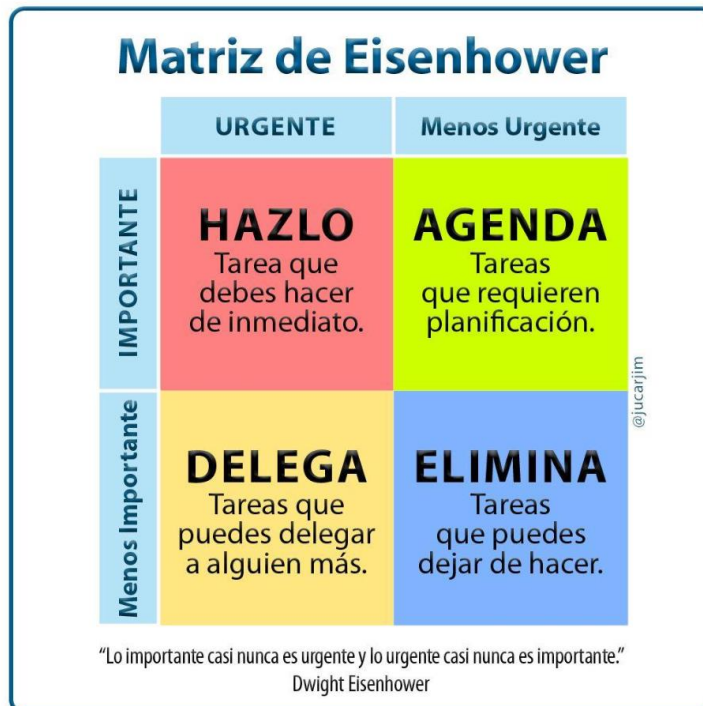 Matriz de Eisenhower
URGENTE
Menos Urgente
IMPORTANTE
HAZLO
Tarea que
debes hacer
de inmediato.
AGENDA
Tareas
que requieren
planificación.
Menos Importante
DELEGA
Tareas que
puedes delegar
a alguien más.
ELIMINA
Tareas
que puedes
dejar de hacer.
@jucarjim
“Lo importante casi nunca es urgente y lo urgente casi nunca es importante.”
Dwight Eisenhower